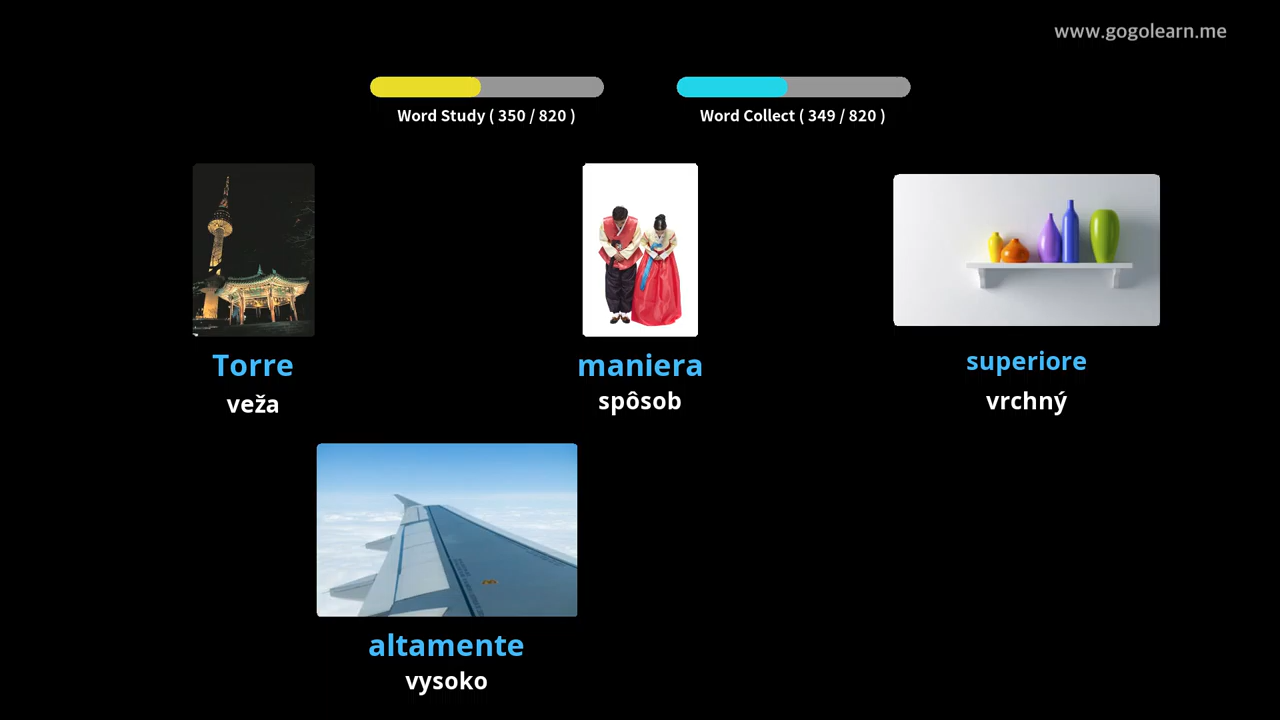 www.gogolearn.me
Word Study ( 350 / 820 )
Word Collect ( 349 / 820 )
Torre
veža
maniera
spôsob
superiore
vrchný
altamente
vysoko